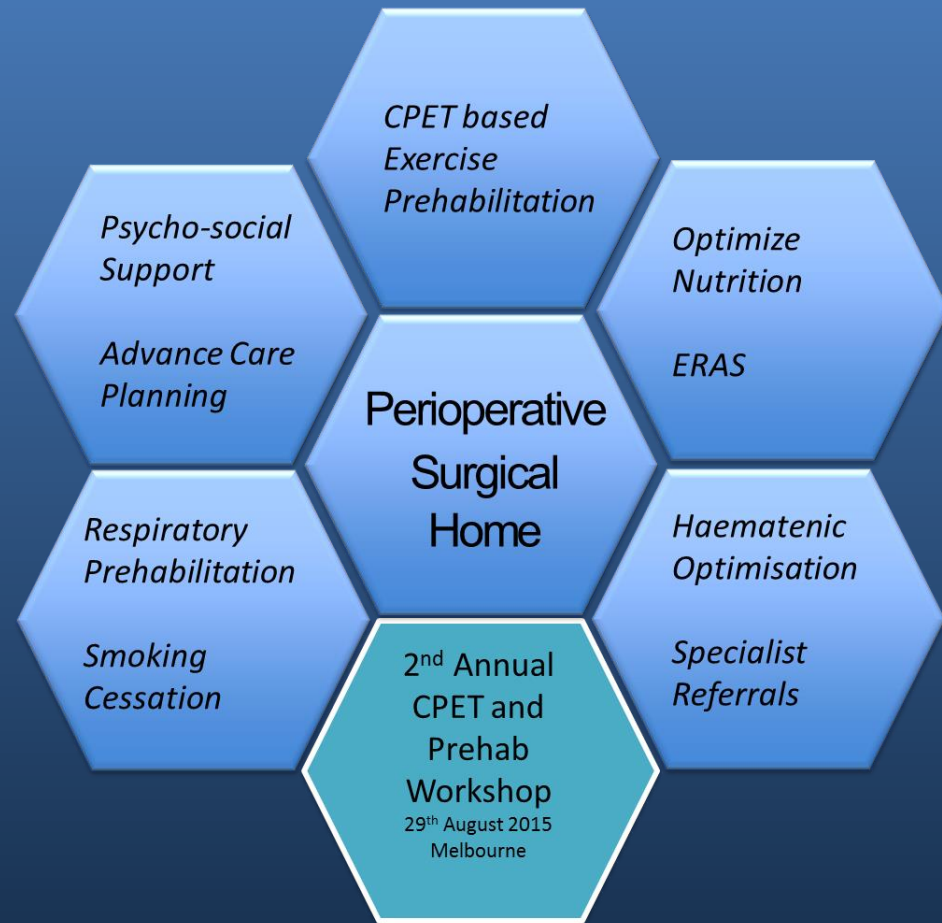 CPET based
Exercise
Prehabilitation
Psycho-social
Support
Advance Care
Planning
Optimize
Nutrition
ERAS
Perioperative
Surgical
Home
Respiratory
Prehabilitation
Smoking
Cessation
Haematenic
Optimisation
Specialist
Referrals
2nd Annual
CPET and
Prehab
Workshop
29th August 2015
Melbourne